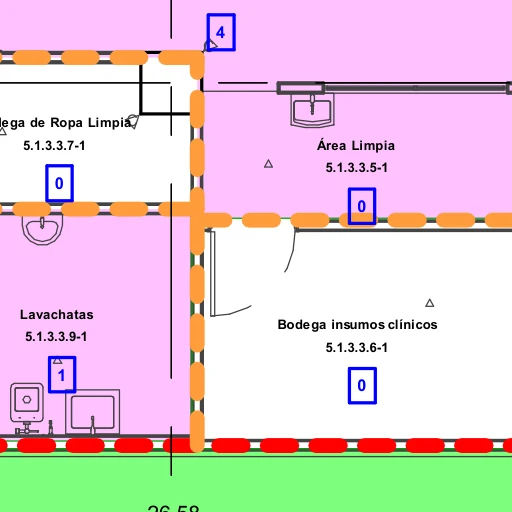 4
de Ropa Limpia
5.1.3.3.7-1
0
Área Limpia
5.1.3.3.5-1
0
Lavachatas
5.1.3.3.9-1
1
Bodega insumos clínicos
5.1.3.3.6-1
0
26.58